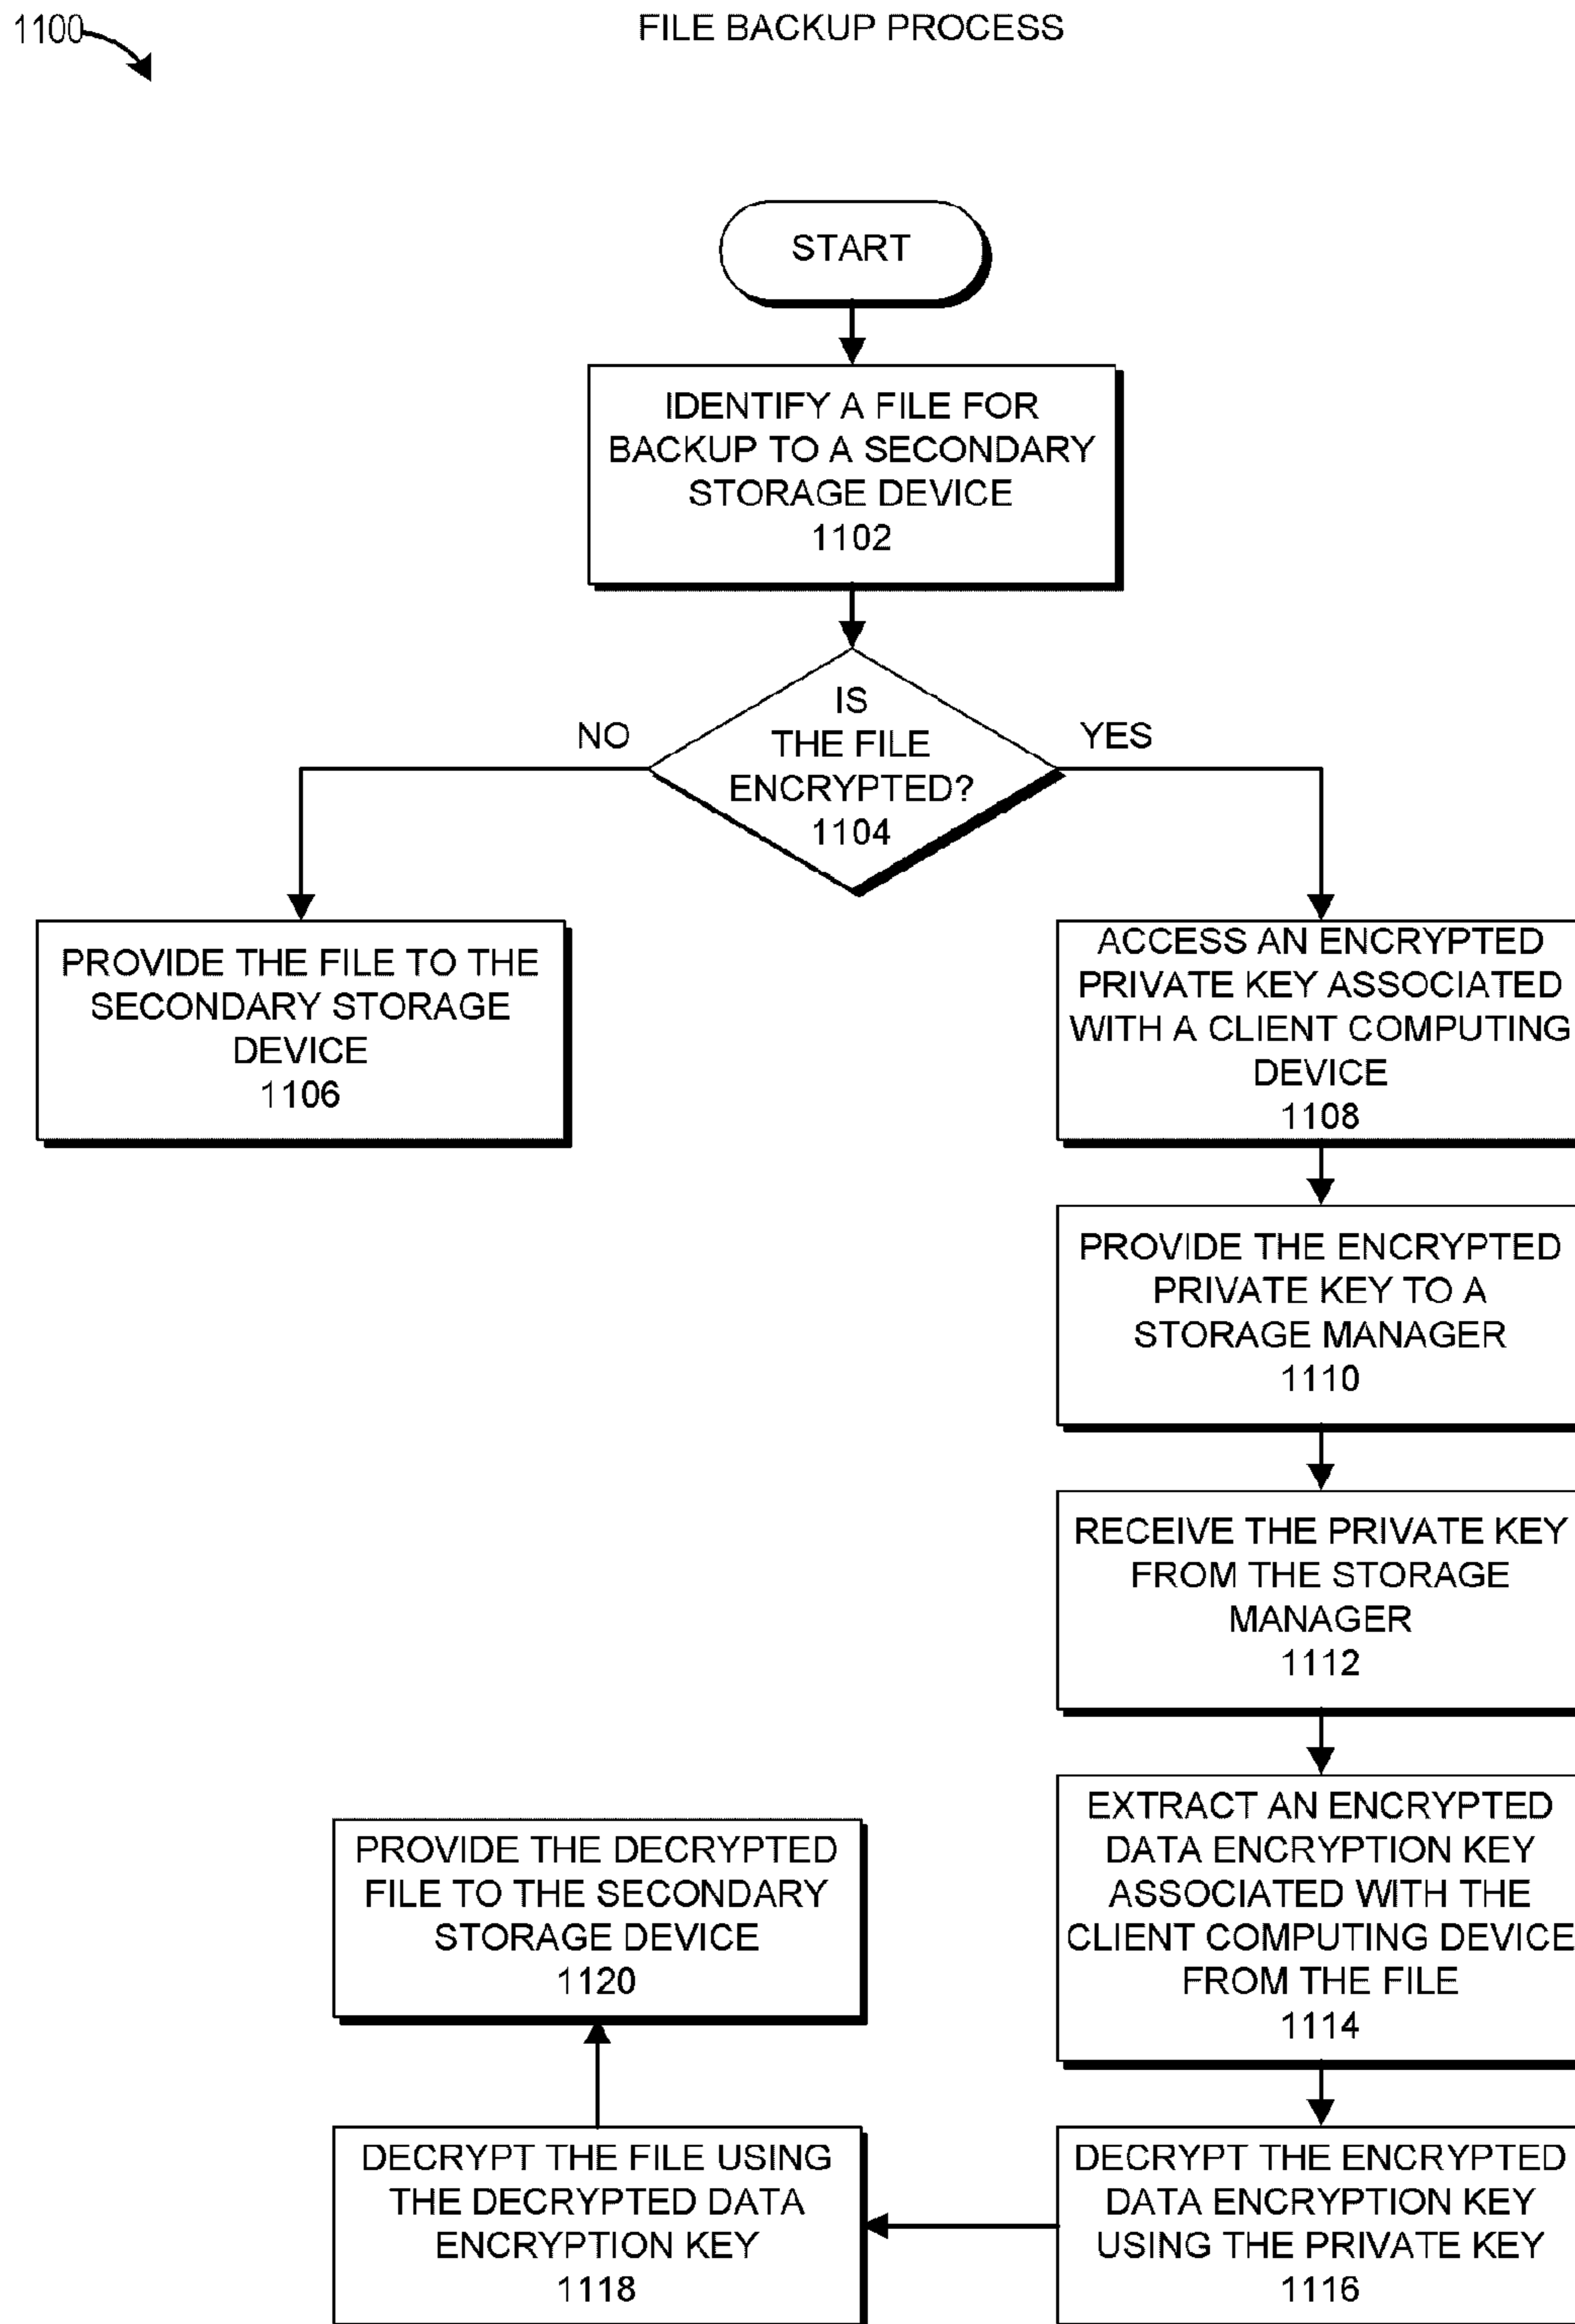 1100
FILE BACKUP PROCESS
START
IDENTIFY A FILE FOR
BACKUP TO A SECONDARY
STORAGE DEVICE
1102
IS
THE FILE
ENCRYPTED?
1104
NO
YES
PROVIDE THE FILE TO THE
SECONDARY STORAGE
DEVICE
1106
ACCESS AN ENCRYPTED
PRIVATE KEY ASSOCIATED
WITH A CLIENT COMPUTING
DEVICE
1108
PROVIDE THE ENCRYPTED
PRIVATE KEY TO A
STORAGE MANAGER
1110
RECEIVE THE PRIVATE KEY
FROM THE STORAGE
MANAGER
1112
EXTRACT AN ENCRYPTED
DATA ENCRYPTION KEY
ASSOCIATED WITH THE
CLIENT COMPUTING DEVICE
FROM THE FILE
1114
DECRYPT THE ENCRYPTED
DATA ENCRYPTION KEY
USING THE PRIVATE KEY
1116
DECRYPT THE FILE USING
THE DECRYPTED DATA
ENCRYPTION KEY
1118
PROVIDE THE DECRYPTED
FILE TO THE SECONDARY
STORAGE DEVICE
1120